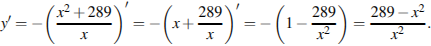 y′ = −((x² + 289)/x)′ = −(x + 289/x)′ = −(1 − 289/x²) = (289 − x²)/x².